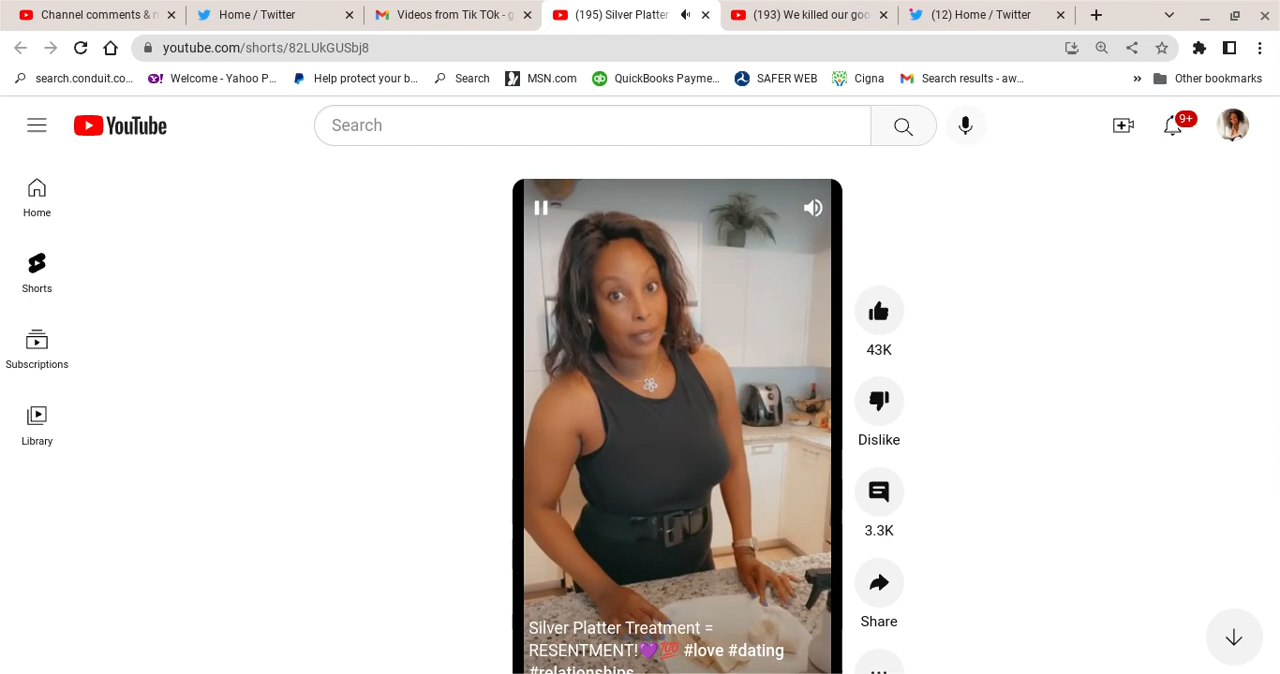 Channel comments & n
Home / Twitter
Videos from Tik TOk - g
(195) Silver Platter
(193) We killed our goo
(12) Home / Twitter
youtube.com/shorts/82LUkGUSbj8
search.conduit.co...
Welcome - Yahoo P...
Help protect your b...
Search
MSN.com
QuickBooks Payme...
SAFER WEB
Cigna
Search results - aw...
»
Other bookmarks
YouTube
Search
9+
Home
Shorts
Subscriptions
Library
43K
Dislike
3.3K
Share
Silver Platter Treatment =
RESENTMENT!💜💯 #love #dating
#relationships